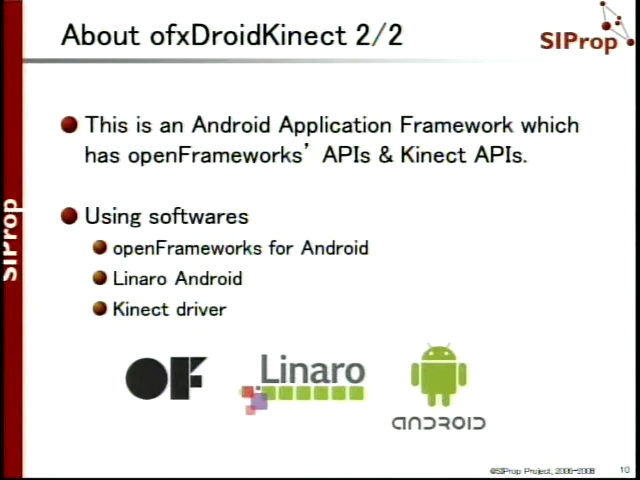 About ofxDroidKinect 2/2
SIProp
This is an Android Application Framework which
has openFrameworks' APIs & Kinect APIs.
Using softwares
openFrameworks for Android
Linaro Android
Kinect driver
SIProp
OF
Linaro
ANDROID
©SIProp Project, 2006-2008
10